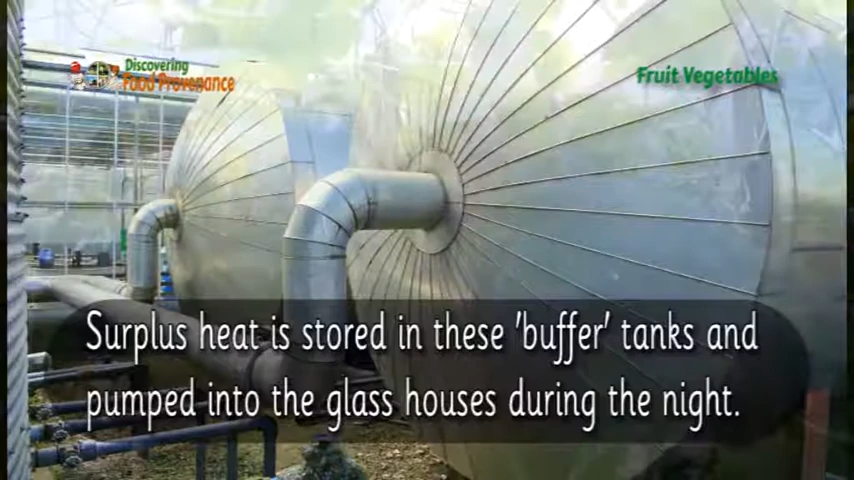 Discovering
Food Provenance
Fruit Vegetables
Surplus heat is stored in these 'buffer' tanks and
pumped into the glass houses during the night.